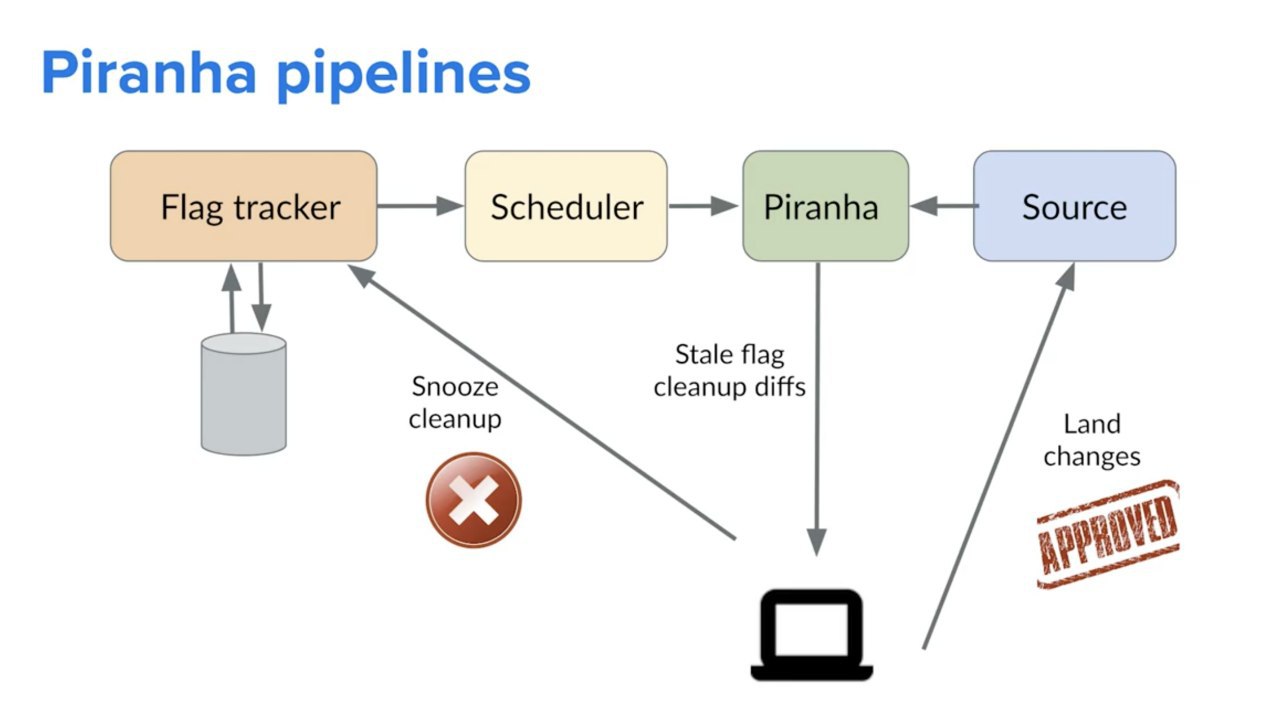 Piranha pipelines
Flag tracker
Scheduler
Piranha
Source
Stale flag
cleanup diffs
Snooze
cleanup
Land
changes
APPROVED